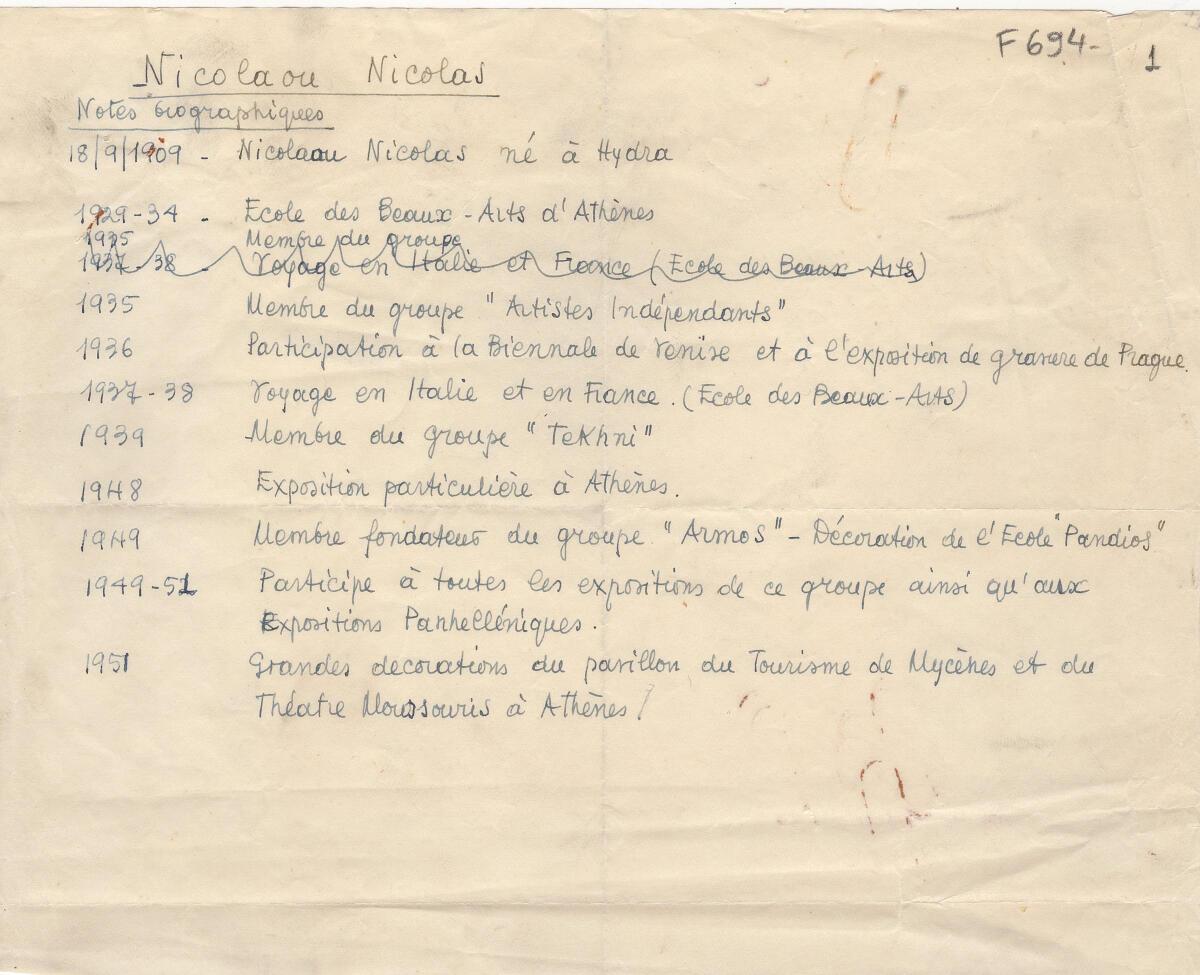 F694- 1
Nicolaou Nicolas
Notes biographiques
18/9/1909 - Nicolaou Nicolas né à Hydra
1929-34 - Ecole des Beaux-Arts d'Athènes
1935 Membre du groupe
1937-38 - Voyage en Italie et France (Ecole des Beaux-Arts)
1935 Membre du groupe "Artistes Indépendants"
1936 Participation à la Biennale de Venise et à l'exposition de gravure de Prague.
1937-38 Voyage en Italie et en France. (Ecole des Beaux-Arts)
1939 Membre du groupe "Tekhni"
1948 Exposition particulière à Athènes.
1949 Membre fondateur du groupe "Armos" - Décoration de l'Ecole "Pandios"
1949-51 Participe à toutes les expositions de ce groupe ainsi qu'aux
Expositions Panhelléniques.
1951 Grandes decorations du pavillon du Tourisme de Mycènes et du
Théatre Moussouris à Athènes /